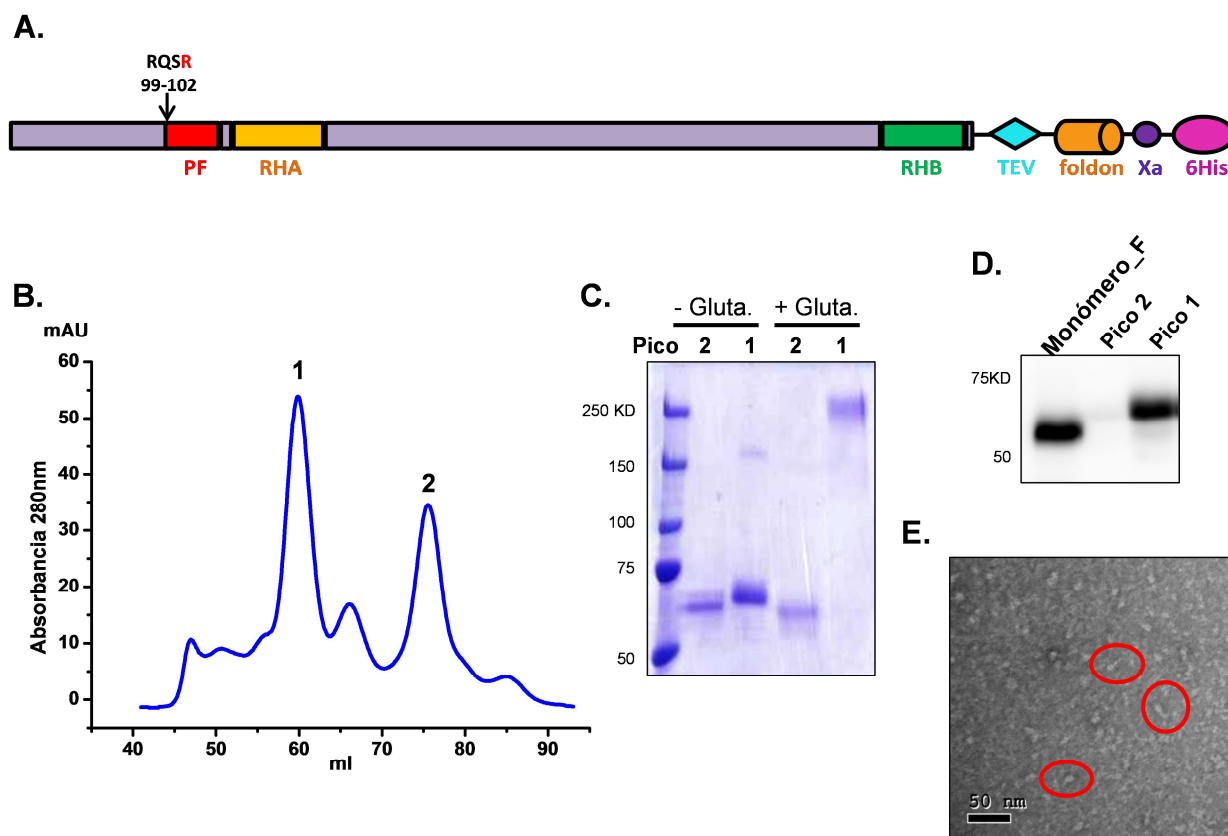 A.
RQSR
99-102
PF
RHA
RHB
TEV
foldon
Xa
6His
B.
mAU
Absorbancia 280nm
60
50
40
30
20
10
0
1
2
40 50 60 70 80 90
ml
C.
- Gluta. + Gluta.
Pico 2 1 2 1
250 KD
150
100
75
50
D.
Monómero_F
Pico 2
Pico 1
75KD
50
E.
50 nm